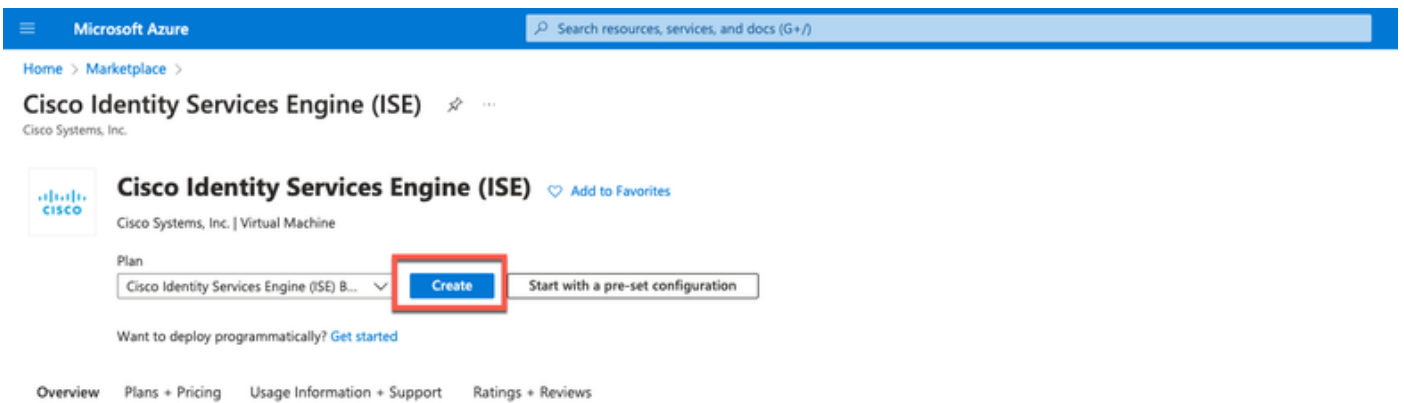 Microsoft Azure
Search resources, services, and docs (G+/)
Home > Marketplace >
Cisco Identity Services Engine (ISE)
Cisco Systems, Inc.
CISCO
Cisco Identity Services Engine (ISE) Add to Favorites
Cisco Systems, Inc. | Virtual Machine
Plan
Cisco Identity Services Engine (ISE) B... Create Start with a pre-set configuration
Want to deploy programmatically? Get started
Overview Plans + Pricing Usage Information + Support Ratings + Reviews